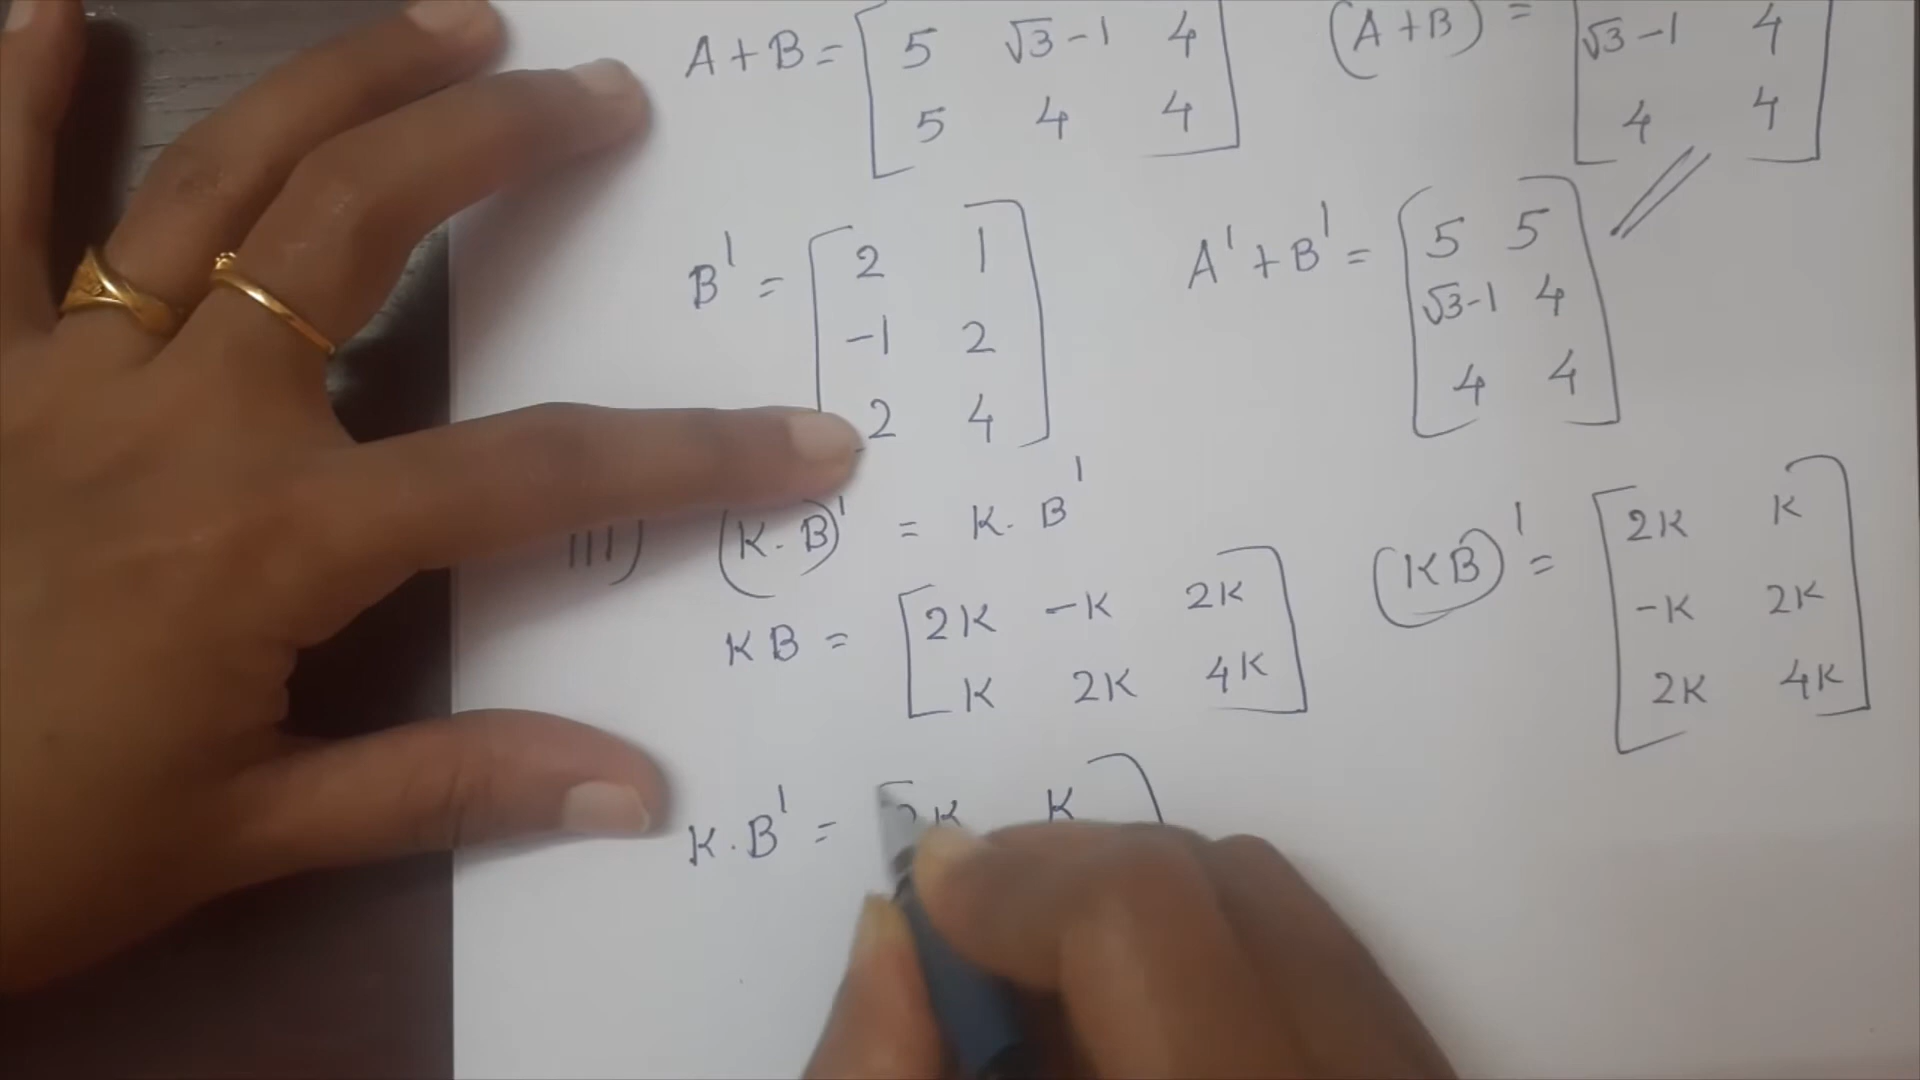 A + B = [ 5 √3-1 4
5 4 4 ]
(A+B) = [ √3-1 4
4 4 ]
B' = [ 2 1
-1 2
2 4 ]
A' + B' = [ 5 5
√3-1 4
4 4 ]
III) (K.B)' = K.B'
KB = [ 2K -K 2K
K 2K 4K ]
(KB)' = [ 2K K
-K 2K
2K 4K ]
K.B' = [ 2K K